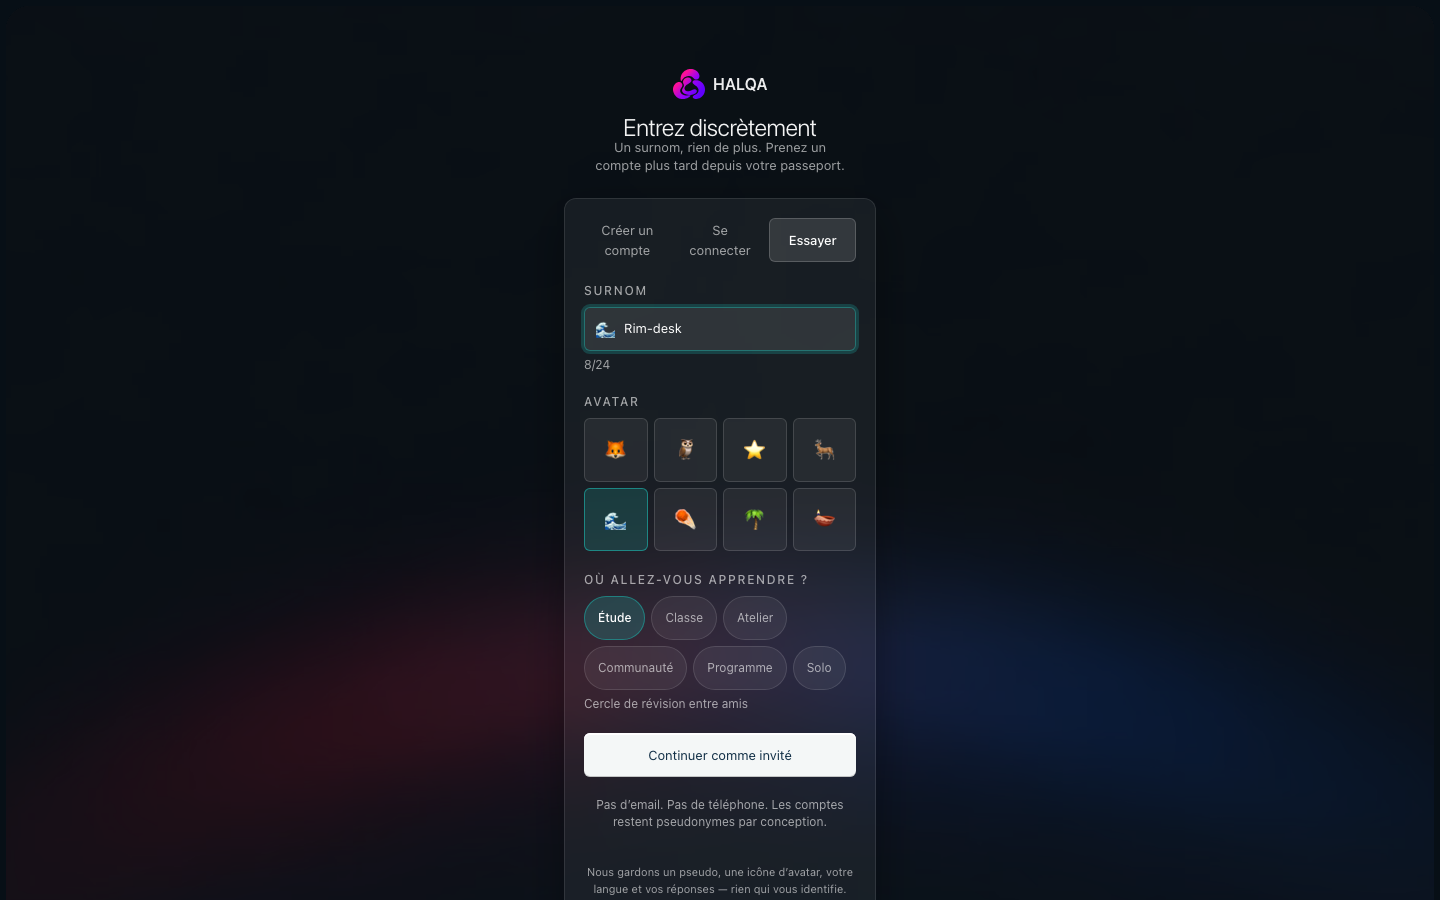 HALQA
Entrez discrètement
Un surnom, rien de plus. Prenez un
compte plus tard depuis votre passeport.
Créer un
compte
Se
connecter
Essayer
SURNOM
Rim-desk
8/24
AVATAR
OÙ ALLEZ-VOUS APPRENDRE ?
Étude Classe Atelier
Communauté Programme Solo
Cercle de révision entre amis
Continuer comme invité
Pas d'email. Pas de téléphone. Les comptes
restent pseudonymes par conception.
Nous gardons un pseudo, une icône d'avatar, votre
langue et vos réponses — rien qui vous identifie.